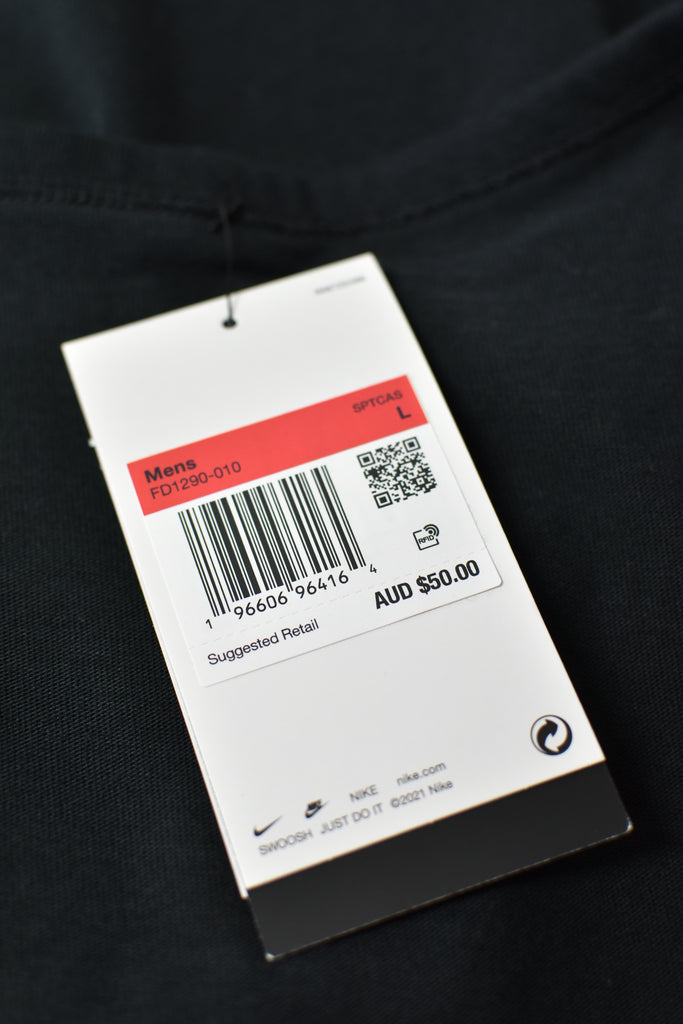 SPTCAS
Mens L
FD1290-010
RFID
1 96606 96416 4
AUD $50.00
Suggested Retail
NIKE nike.com
SWOOSH JUST DO IT ©2021 Nike